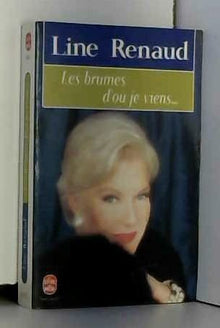 Line Renaud
Les brumes
d'où je viens...